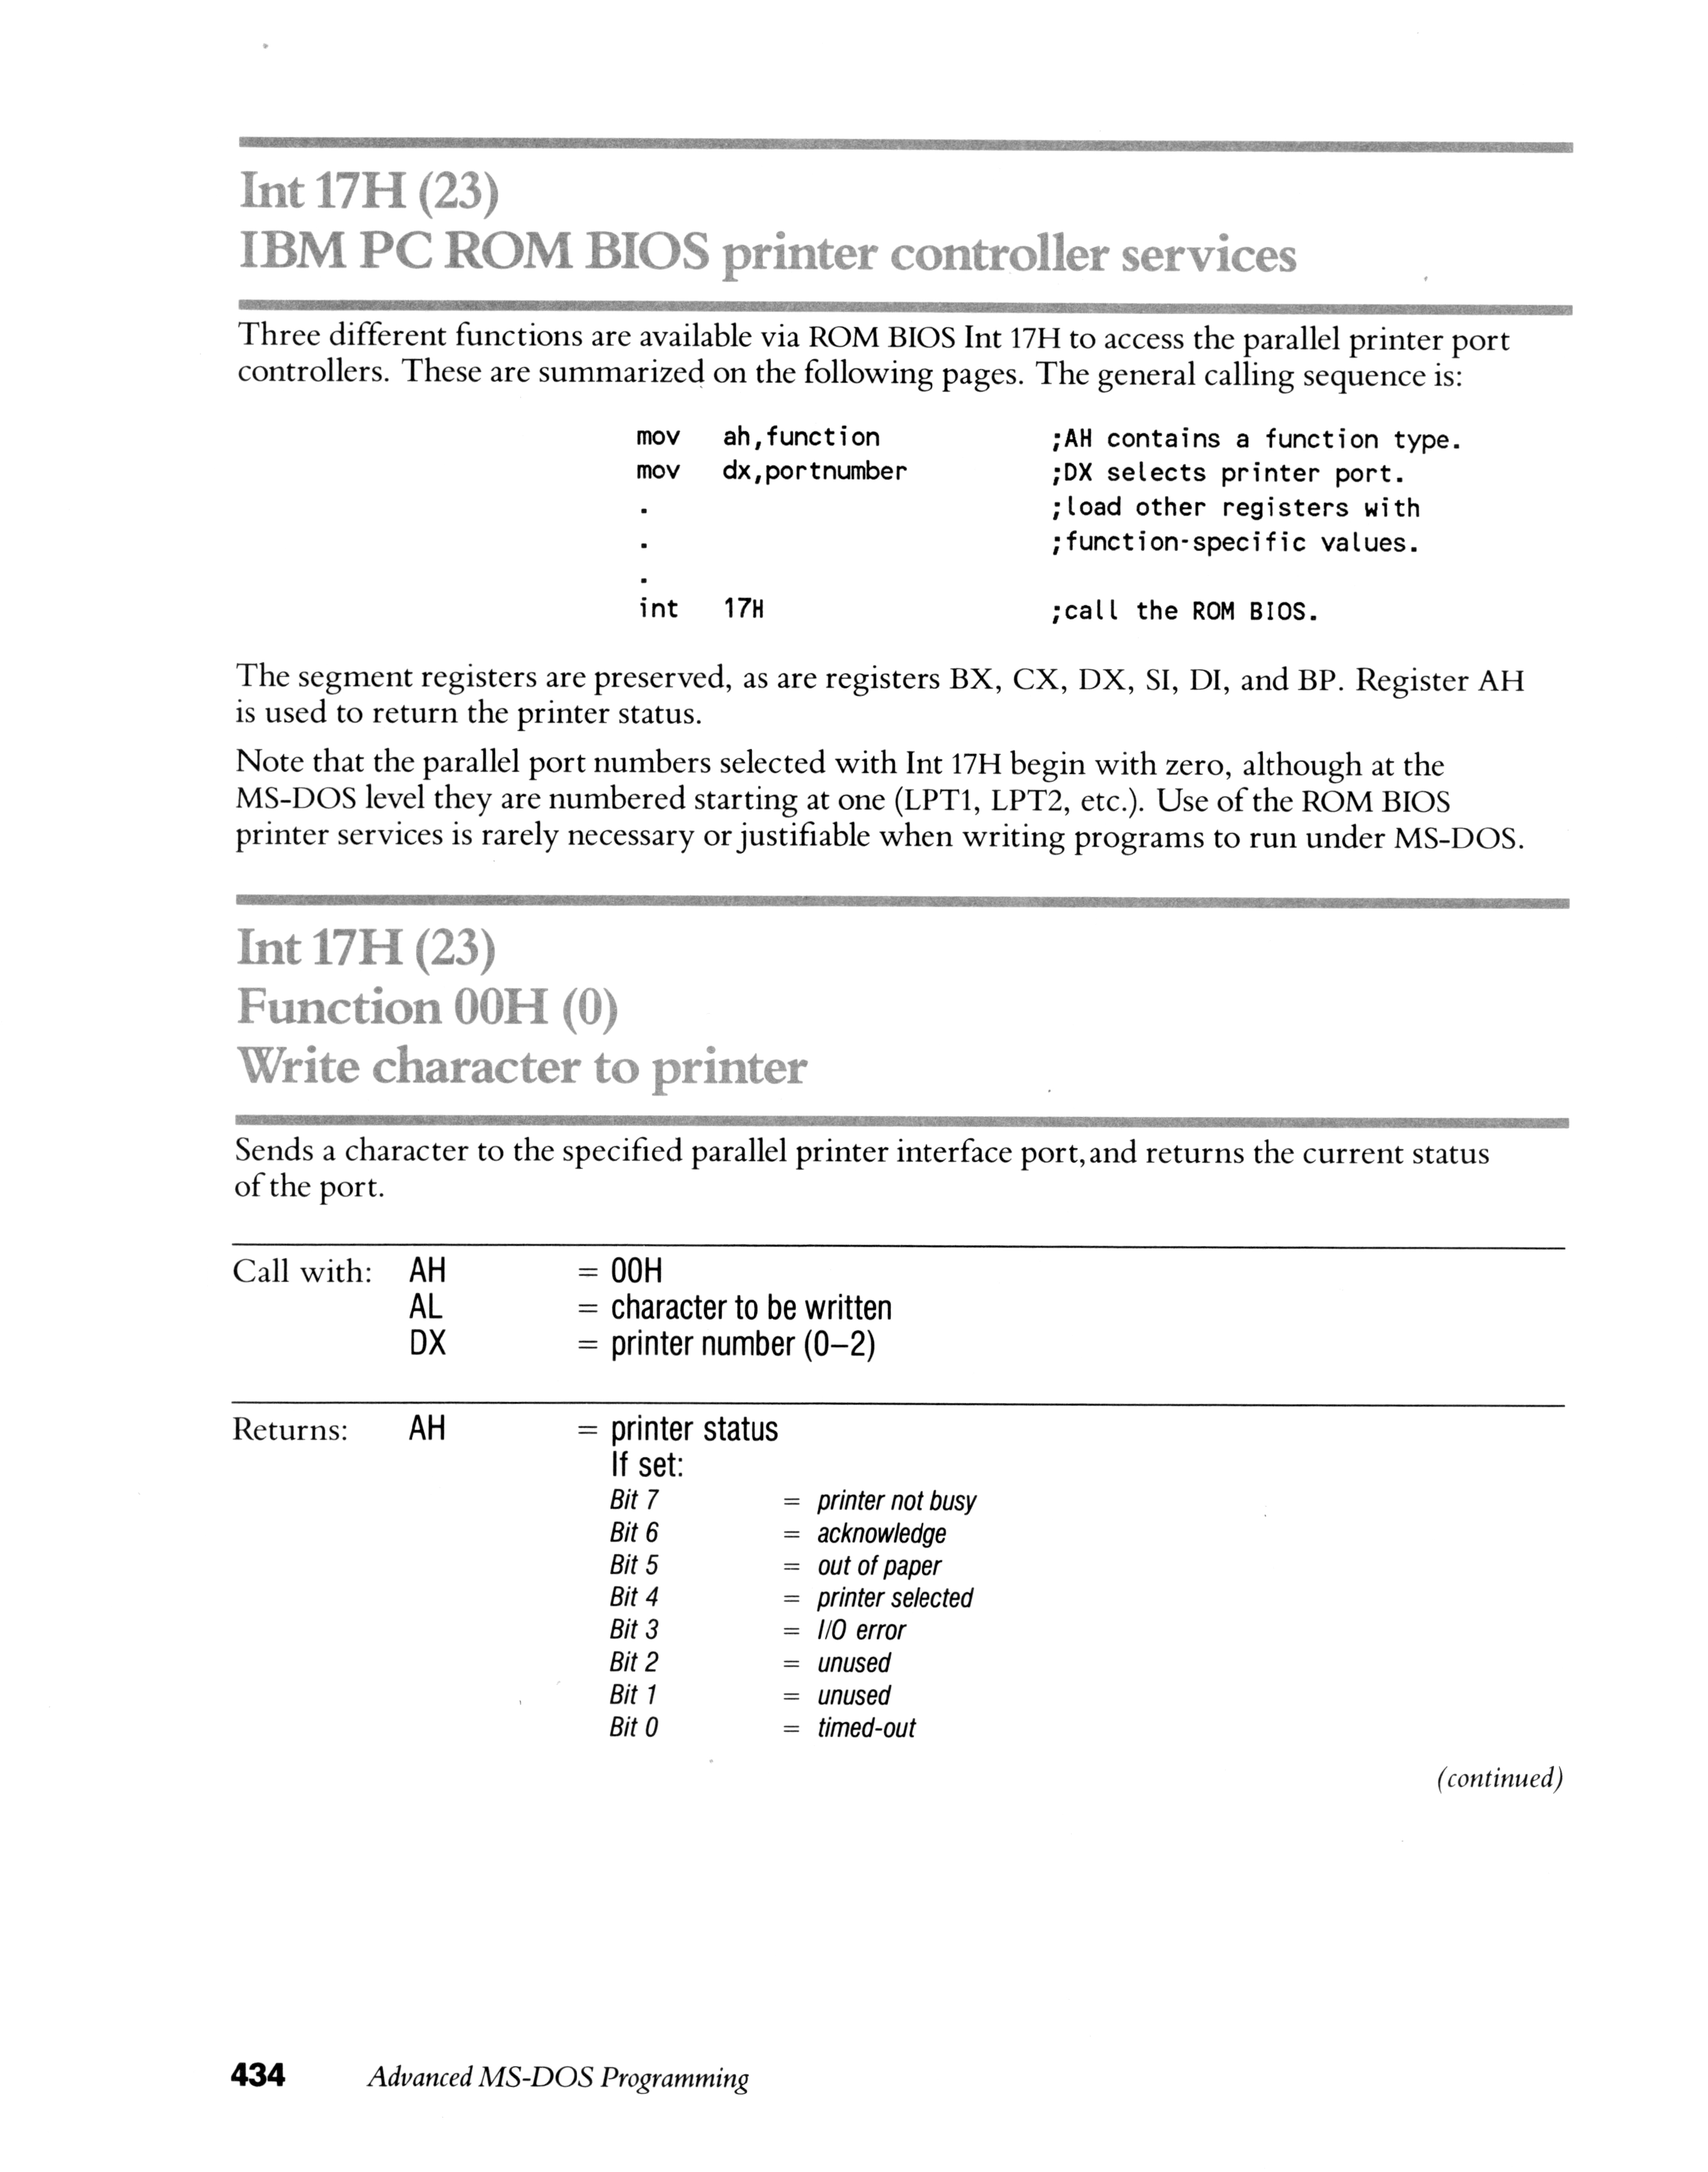 Int 17H (23)
IBM PC ROM BIOS printer controller services
Three different functions are available via ROM BIOS Int 17H to access the parallel printer port
controllers. These are summarized on the following pages. The general calling sequence is:
mov ah,function ;AH contains a function type.
mov dx,portnumber ;DX selects printer port.
. ;load other registers with
. ;function-specific values.
.
int 17H ;call the ROM BIOS.
The segment registers are preserved, as are registers BX, CX, DX, SI, DI, and BP. Register AH
is used to return the printer status.
Note that the parallel port numbers selected with Int 17H begin with zero, although at the
MS-DOS level they are numbered starting at one (LPT1, LPT2, etc.). Use of the ROM BIOS
printer services is rarely necessary or justifiable when writing programs to run under MS-DOS.
Int 17H (23)
Function 00H (0)
Write character to printer
Sends a character to the specified parallel printer interface port,and returns the current status
of the port.
Call with: AH = 00H
AL = character to be written
DX = printer number (0–2)
Returns: AH = printer status
If set:
Bit 7 = printer not busy
Bit 6 = acknowledge
Bit 5 = out of paper
Bit 4 = printer selected
Bit 3 = I/O error
Bit 2 = unused
Bit 1 = unused
Bit 0 = timed-out
(continued)
434 Advanced MS-DOS Programming